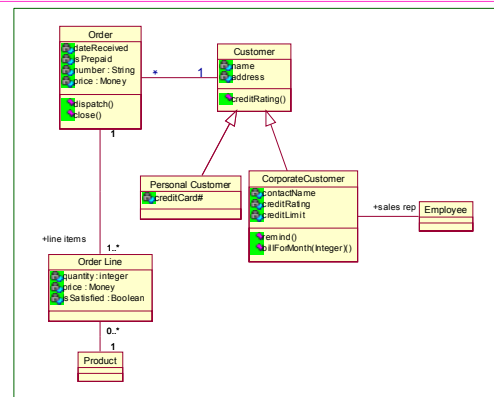 Order
dateReceived
isPrepaid
number : String
price : Money
dispatch()
close()
*
1
Customer
name
address
creditRating()
1
+line items
1..*
Personal Customer
creditCard#
CorporateCustomer
contactName
creditRating
creditLimit
remind()
billForMonth(Integer)()
+sales rep
Employee
Order Line
quantity : integer
price : Money
isSatisfied : Boolean
0..*
1
Product